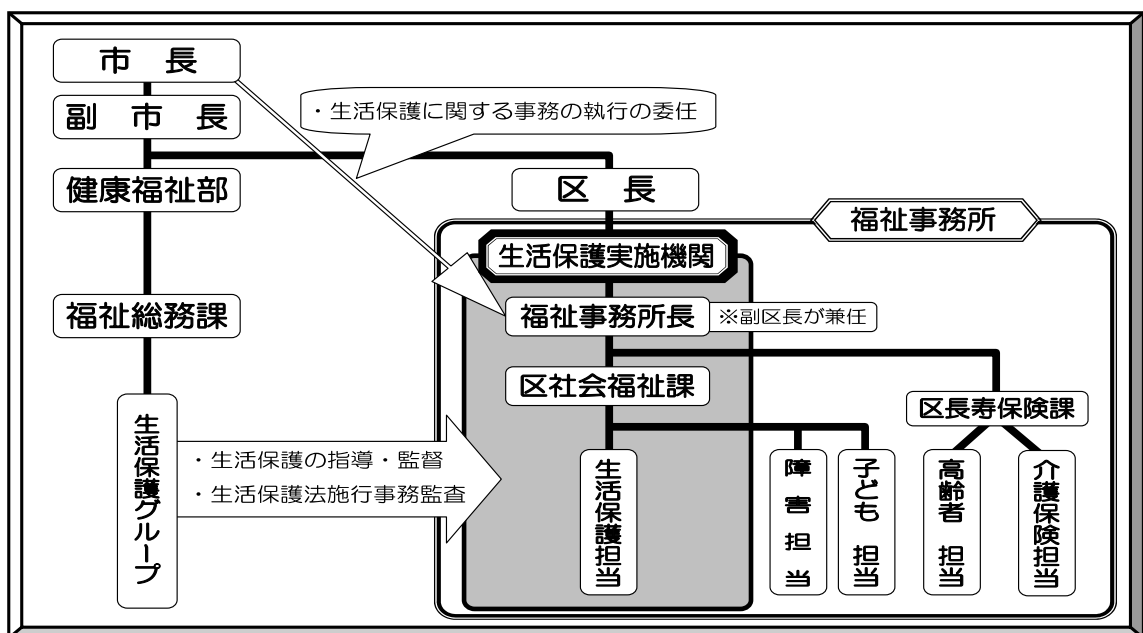 市　長
副　市　長
・生活保護に関する事務の執行の委任
健康福祉部
区　長
福祉事務所
生活保護実施機関
福祉総務課
福祉事務所長
※副区長が兼任
区社会福祉課
区長寿保険課
生活保護グループ
・生活保護の指導・監督
・生活保護法施行事務監査
生活保護担当
障害担当
子ども　担当
高齢者　担当
介護保険担当